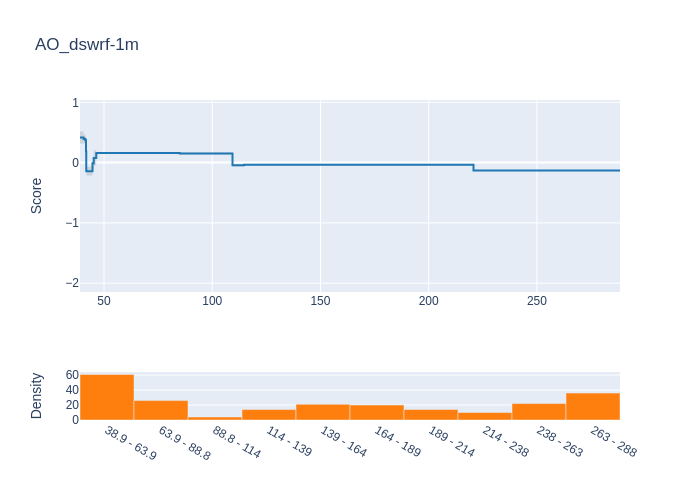 AO_dswrf-1m
1
0
−1
−2
Score
50
100
150
200
250
60
40
20
0
Density
38.9 - 63.9
63.9 - 88.8
88.8 - 114
114 - 139
139 - 164
164 - 189
189 - 214
214 - 238
238 - 263
263 - 288